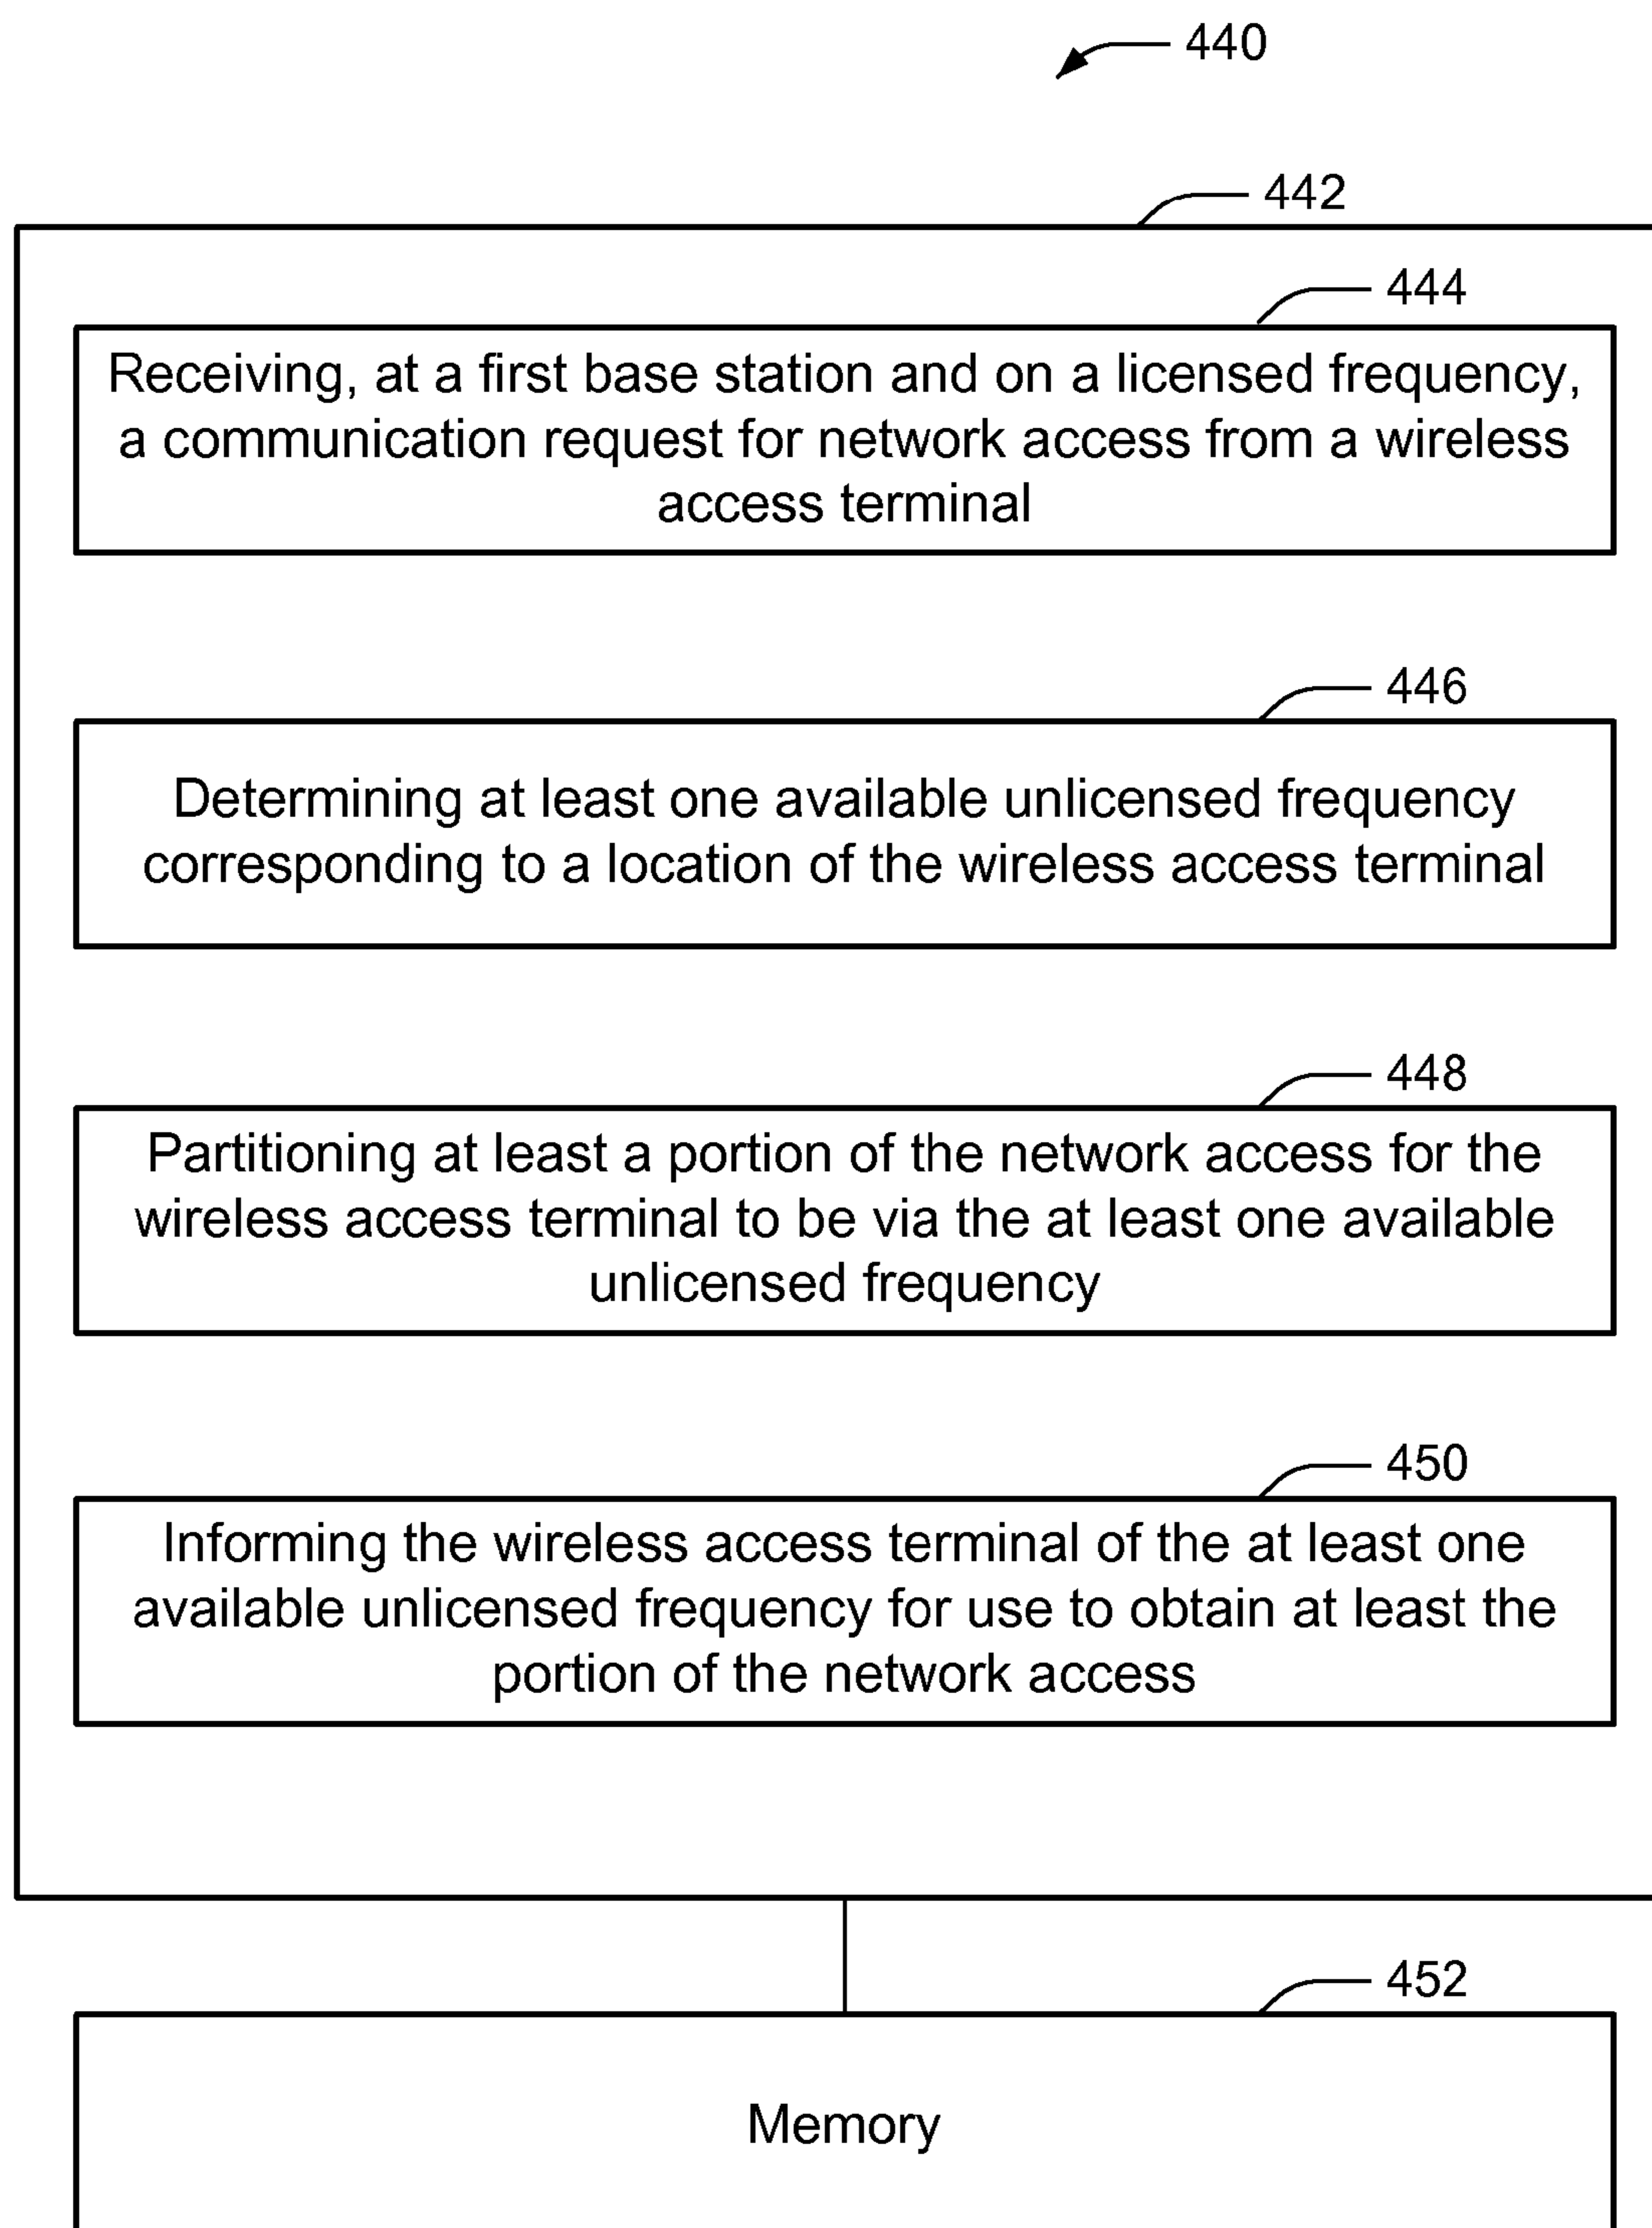 440
442
444
Receiving, at a first base station and on a licensed frequency,
a communication request for network access from a wireless
access terminal
446
Determining at least one available unlicensed frequency
corresponding to a location of the wireless access terminal
448
Partitioning at least a portion of the network access for the
wireless access terminal to be via the at least one available
unlicensed frequency
450
Informing the wireless access terminal of the at least one
available unlicensed frequency for use to obtain at least the
portion of the network access
452
Memory